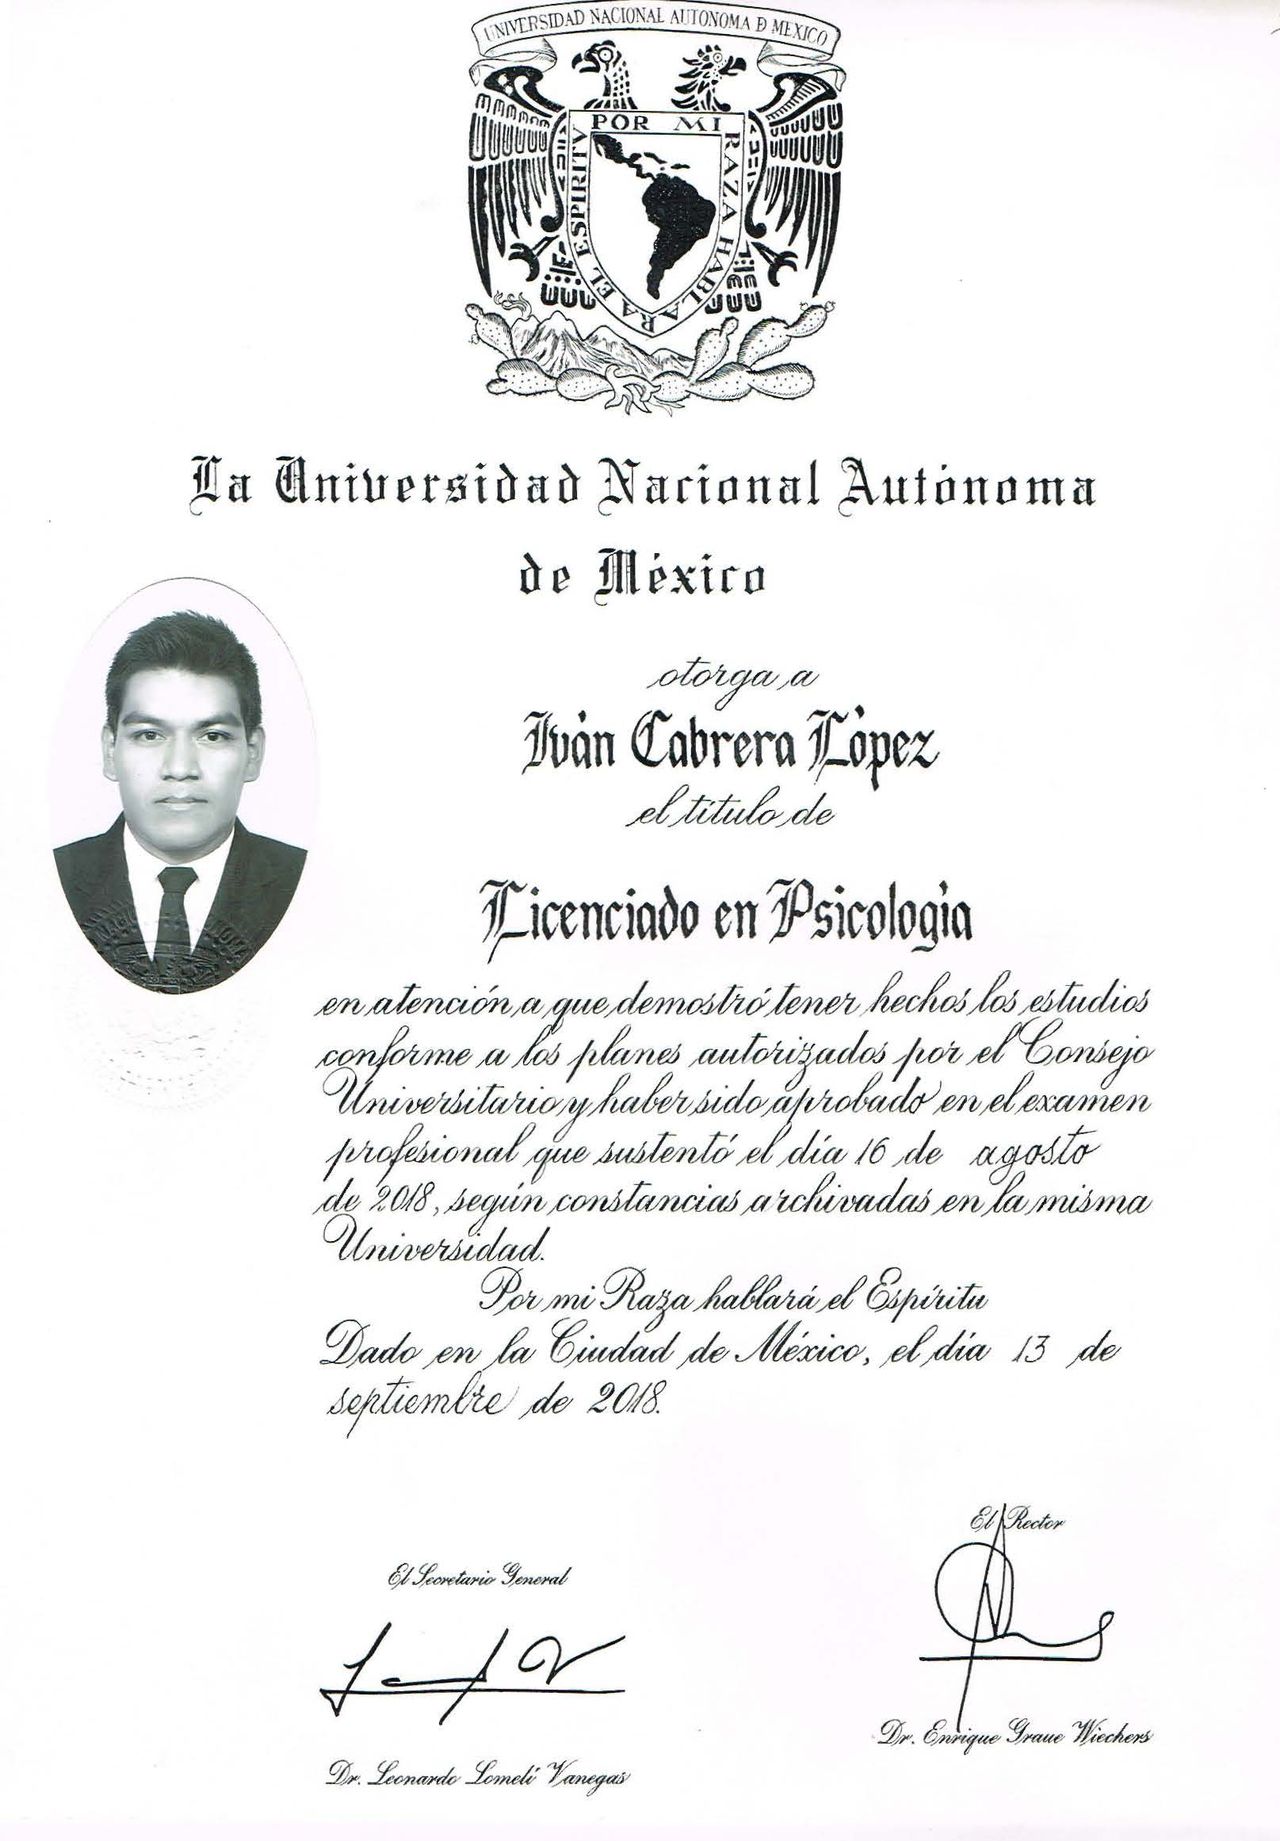 UNIVERSIDAD NACIONAL AUTONOMA D MEXICO
POR MI RAZA HABLARA EL ESPIRITV
La Universidad Nacional Autónoma
de México
otorga a
Iván Cabrera López
el título de
Licenciado en Psicología
en atención a que demostró tener hechos los estudios
conforme a los planes autorizados por el Consejo
Universitario y haber sido aprobado en el examen
profesional que sustentó el día 16 de agosto
de 2018, según constancias archivadas en la misma
Universidad.
Por mi Raza hablará el Espíritu
Dado en la Ciudad de México, el día 13 de
septiembre de 2018.
El Rector
El Secretario General
Dr. Enrique Graue Wiechers
Dr. Leonardo Lomelí Vanegas